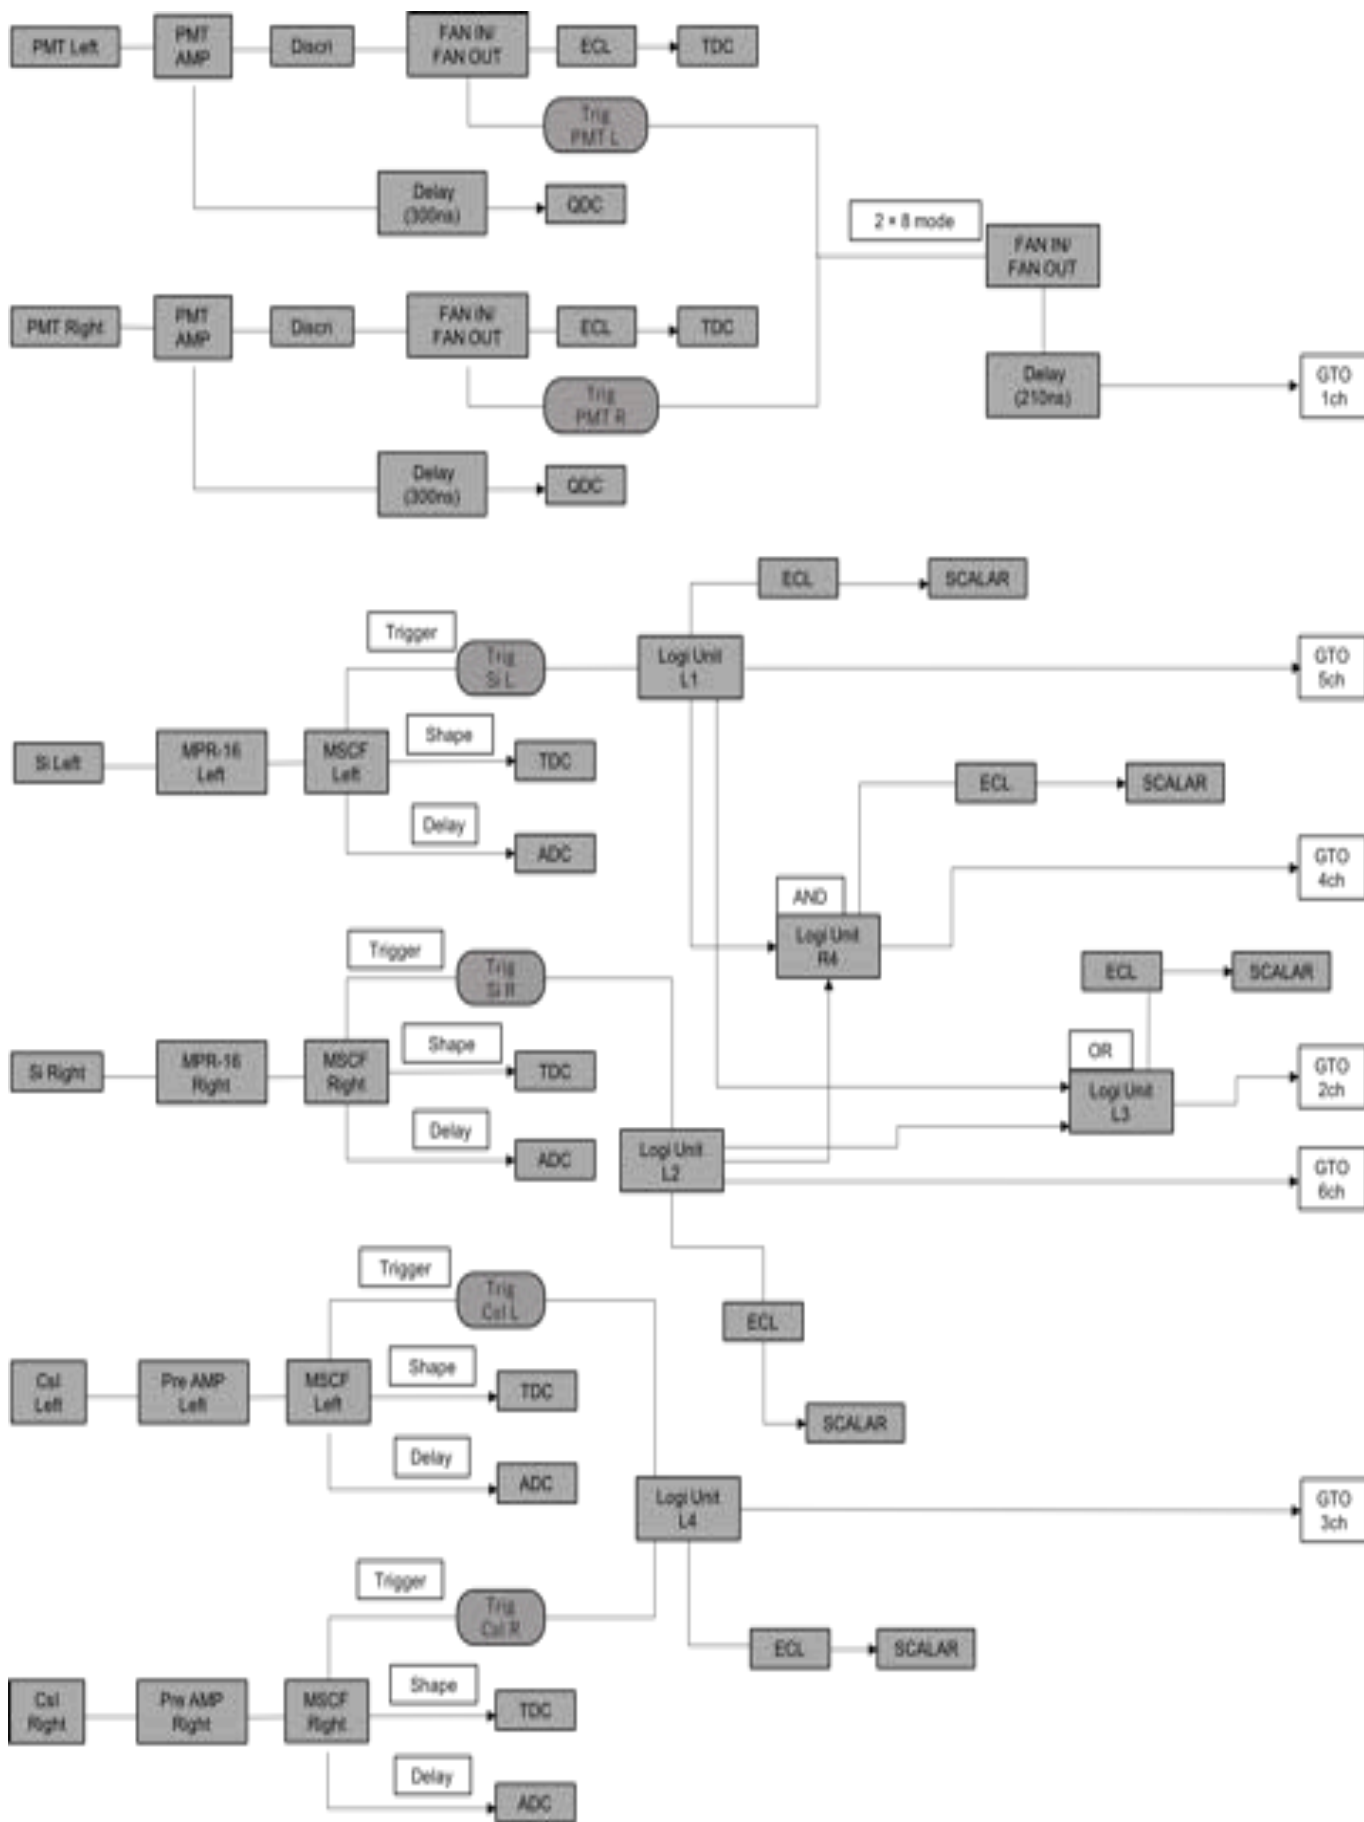 PMT Left
PMT
AMP
Discri
FAN IN/
FAN OUT
ECL
TDC
Trig
PMT L
Delay
(300ns)
QDC
2 × 8 mode
FAN IN/
FAN OUT
PMT Right
PMT
AMP
Discri
FAN IN/
FAN OUT
ECL
TDC
Delay
(210ns)
GTO
1ch
Trig
PMT R
Delay
(300ns)
QDC
ECL
SCALAR
Trigger
Trig
Si L
Logi Unit
L1
GTO
5ch
Si Left
MPR-16
Left
MSCF
Left
Shape
TDC
ECL
SCALAR
Delay
ADC
GTO
4ch
AND
Logi Unit
R4
Trigger
Trig
Si R
ECL
SCALAR
Si Right
MPR-16
Right
MSCF
Right
Shape
TDC
OR
Logi Unit
L3
GTO
2ch
Delay
ADC
Logi Unit
L2
GTO
6ch
Trigger
Trig
CsI L
ECL
CsI
Left
Pre AMP
Left
MSCF
Left
Shape
TDC
SCALAR
Delay
ADC
Logi Unit
L4
GTO
3ch
Trigger
Trig
CsI R
ECL
SCALAR
CsI
Right
Pre AMP
Right
MSCF
Right
Shape
TDC
Delay
ADC